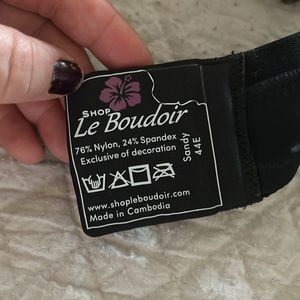 SHOP
Le Boudoir
76% Nylon, 24% Spandex
Exclusive of decoration
www.shopleboudoir.com
Made in Cambodia
Sandy
44E